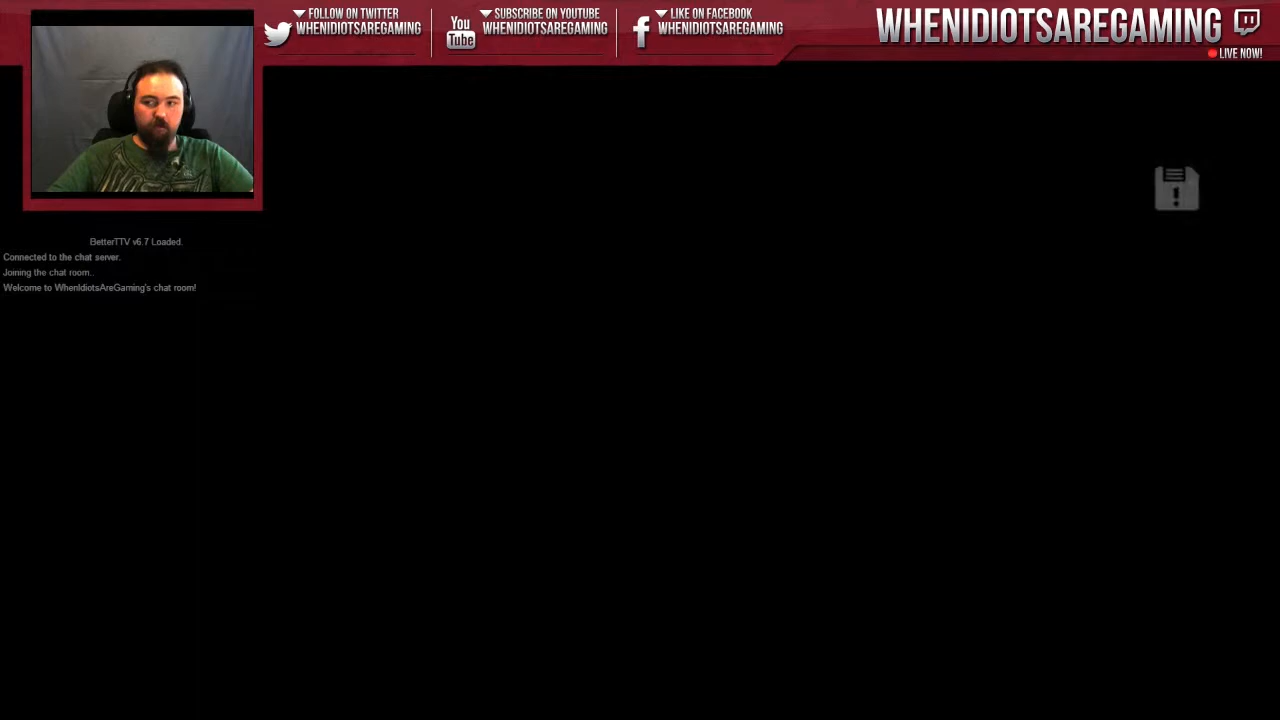 FOLLOW ON TWITTER
WHENIDIOTSAREGAMING
You
Tube
SUBSCRIBE ON YOUTUBE
WHENIDIOTSAREGAMING
LIKE ON FACEBOOK
WHENIDIOTSAREGAMING
WHENIDIOTSAREGAMING
LIVE NOW!
BetterTTV v6.7 Loaded.
Connected to the chat server.
Joining the chat room..
Welcome to WhenIdiotsAreGaming's chat room!